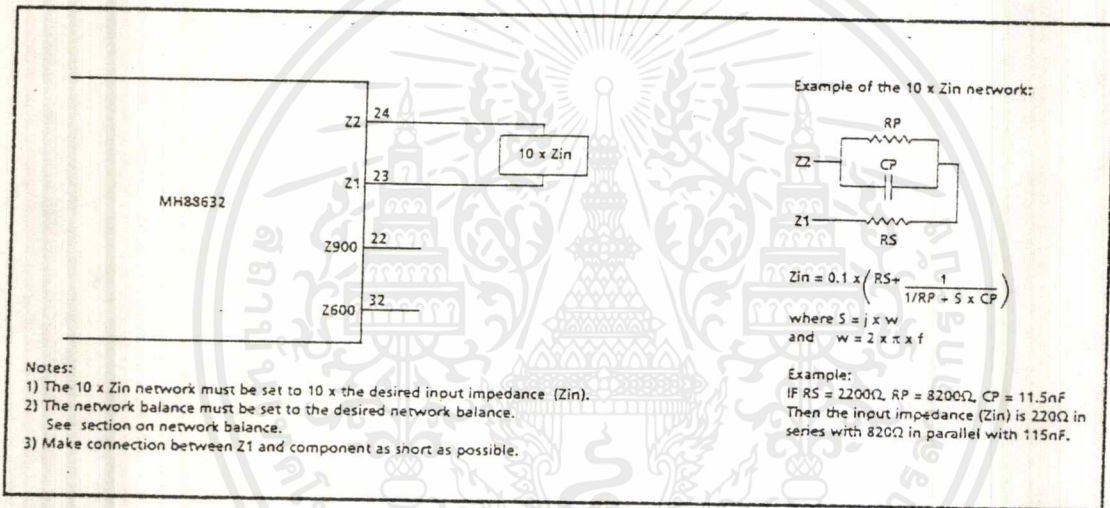 Z2
24
10 x Zin
Z1
23
MH88632
Z900
22
Z600
32
Notes:
1) The 10 x Zin network must be set to 10 x the desired input impedance (Zin).
2) The network balance must be set to the desired network balance.
See section on network balance.
3) Make connection between Z1 and component as short as possible.
Example of the 10 x Zin network:
RP
Z2
CP
Z1
RS
Zin = 0.1 x ( RS+ 1 / 1/RP + S x CP )
where S = j x w
and w = 2 x π x f
Example:
IF RS = 2200Ω, RP = 8200Ω, CP = 11.5nF
Then the input impedance (Zin) is 220Ω in
series with 820Ω in parallel with 115nF.